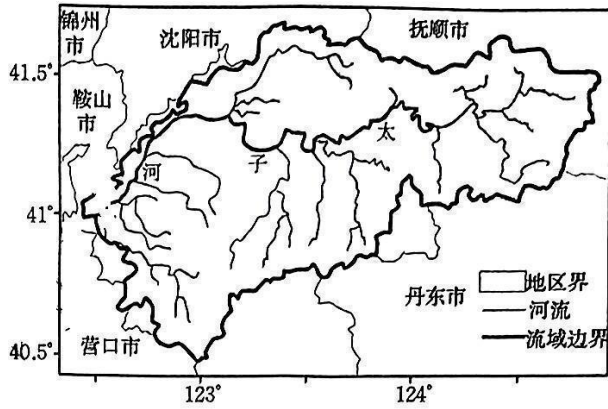 锦州市
沈阳市
抚顺市
41.5°
鞍山市
太
子
河
41°
丹东市
地区界
河流
流域边界
营口市
40.5°
123°
124°